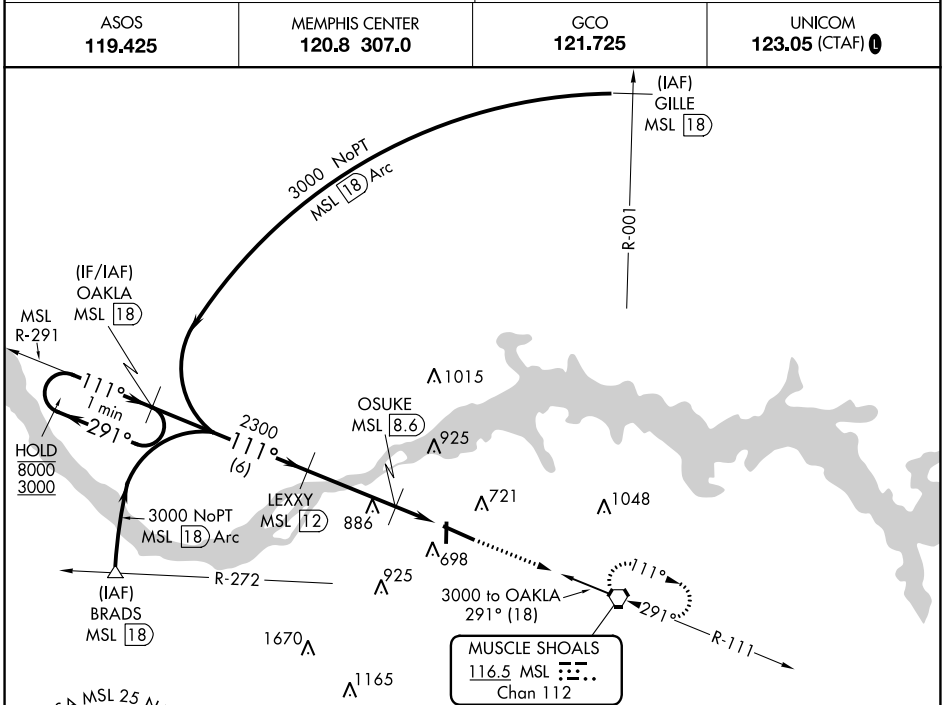 ASOS
119.425
MEMPHIS CENTER
120.8 307.0
GCO
121.725
UNICOM
123.05 (CTAF) L
(IAF)
GILLE
MSL 18
3000 NoPT
MSL 18 Arc
R-001
(IF/IAF)
OAKLA
MSL 18
MSL
R-291
111°
1 min
291°
HOLD
8000
3000
2300
111°
(6)
OSUKE
MSL 8.6
1015
925
LEXXY
MSL 12
886
721
1048
698
3000 NoPT
MSL 18 Arc
R-272
(IAF)
BRADS
MSL 18
925
3000 to OAKLA
291° (18)
111°
291°
R-111
1670
1165
MUSCLE SHOALS
116.5 MSL
Chan 112
MSL 25